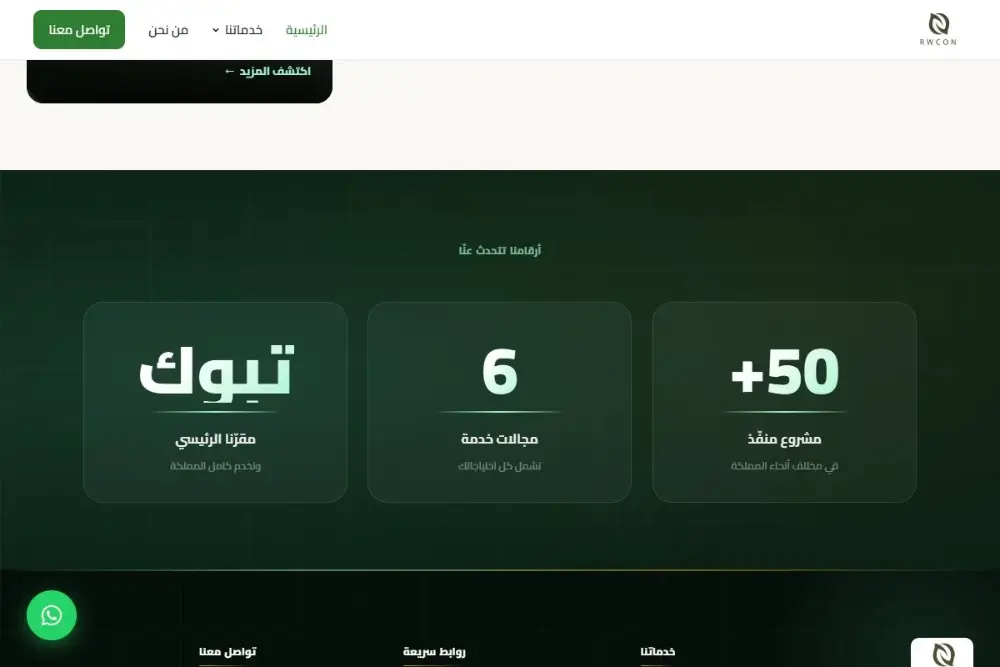 RWCON
الرئيسية
خدماتنا
من نحن
تواصل معنا
اكتشف المزيد ←
أرقامنا تتحدث عنّا
+50
مشروع منفّذ
في مختلف أنحاء المملكة
6
مجالات خدمة
تشمل كل احتياجاتك
تبوك
مقرّنا الرئيسي
ونخدم كامل المملكة
خدماتنا
روابط سريعة
تواصل معنا